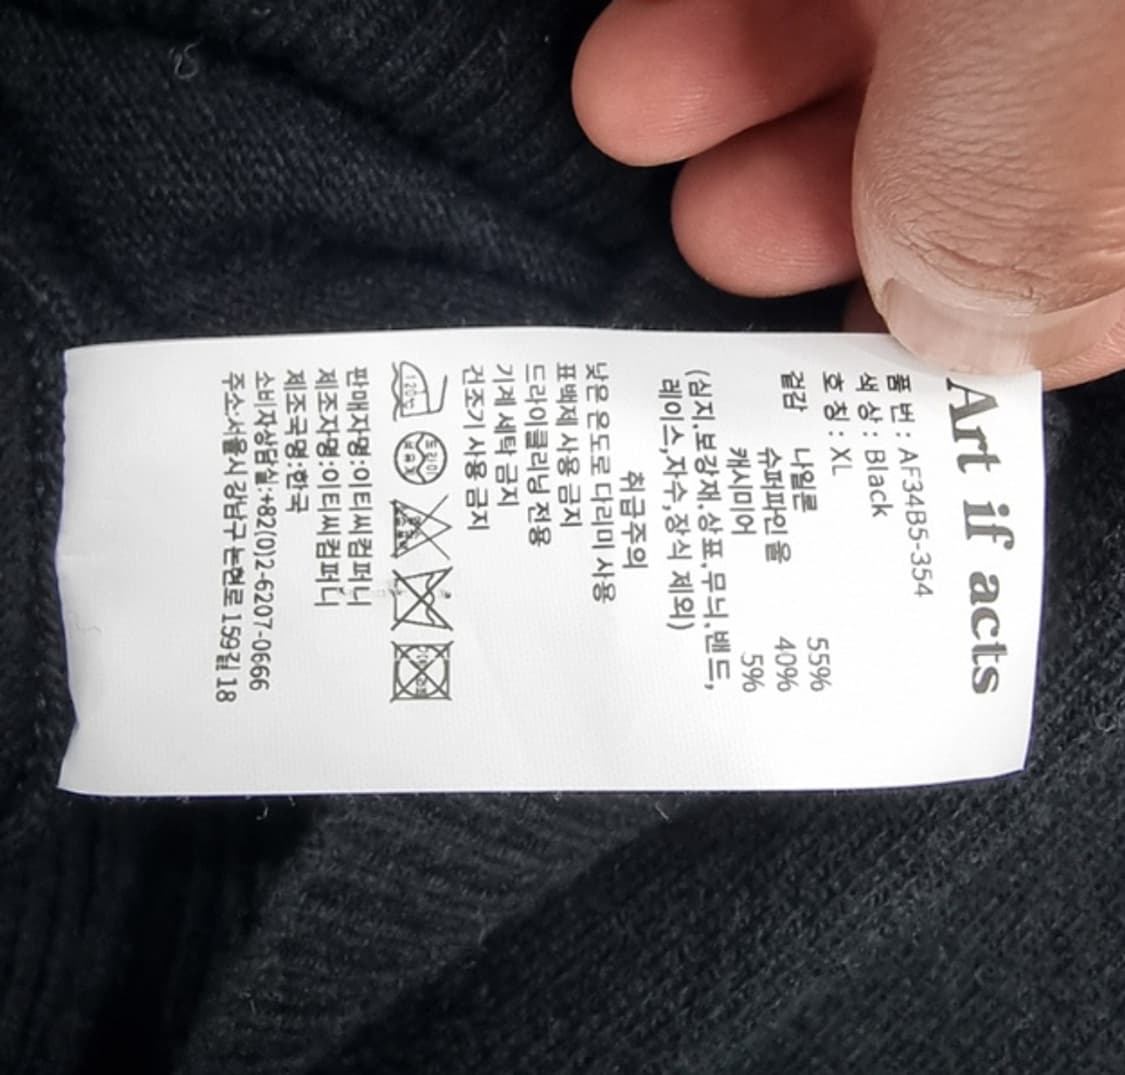 Art if acts
품 번 : AF34B5-354
색 상 : Black
호 칭 : XL
겉감 나일론 55%
슈퍼파인울 40%
캐시미어 5%
(심지.보강재.상표.무늬.밴드,
레이스,자수,장식 제외)
취급주의
낮은 온도로 다리미 사용
표백제 사용 금지
드라이클리닝 전용
기계 세탁 금지
건조기 사용 금지
120℃
드라이
판매자명:이티씨컴퍼니
제조자명:이티씨컴퍼니
제조국명:한국
소비자상담실:+82(0)2-6207-0666
주소:서울시 강남구 논현로 159길 18